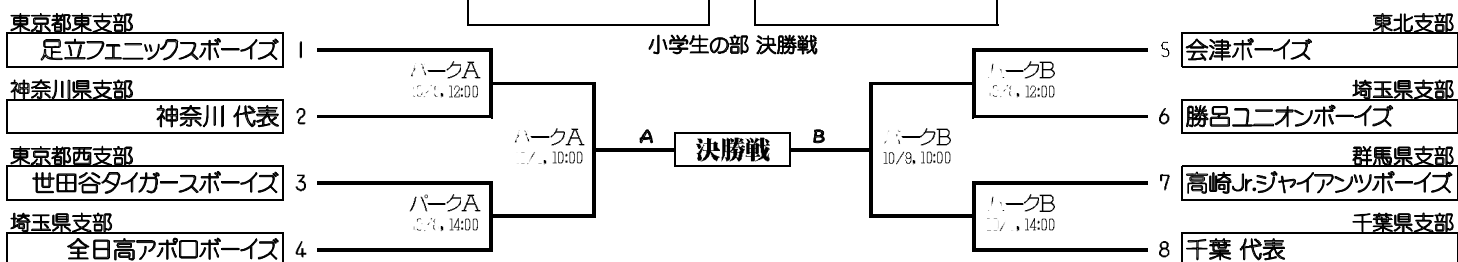 小学生の部 決勝戦
東京都東支部
足立フェニックスボーイズ 1
神奈川県支部
神奈川 代表 2
東京都西支部
世田谷タイガースボーイズ 3
埼玉県支部
全日高アポロボーイズ 4
パークA
12:00
パークA
14:00
パークA
10:00
A 決勝戦 B
パークB
10/9, 10:00
パークB
12:00
パークB
14:00
東北支部
5 会津ボーイズ
埼玉県支部
6 勝呂ユニオンボーイズ
群馬県支部
7 高崎Jr.ジャイアンツボーイズ
千葉県支部
8 千葉 代表